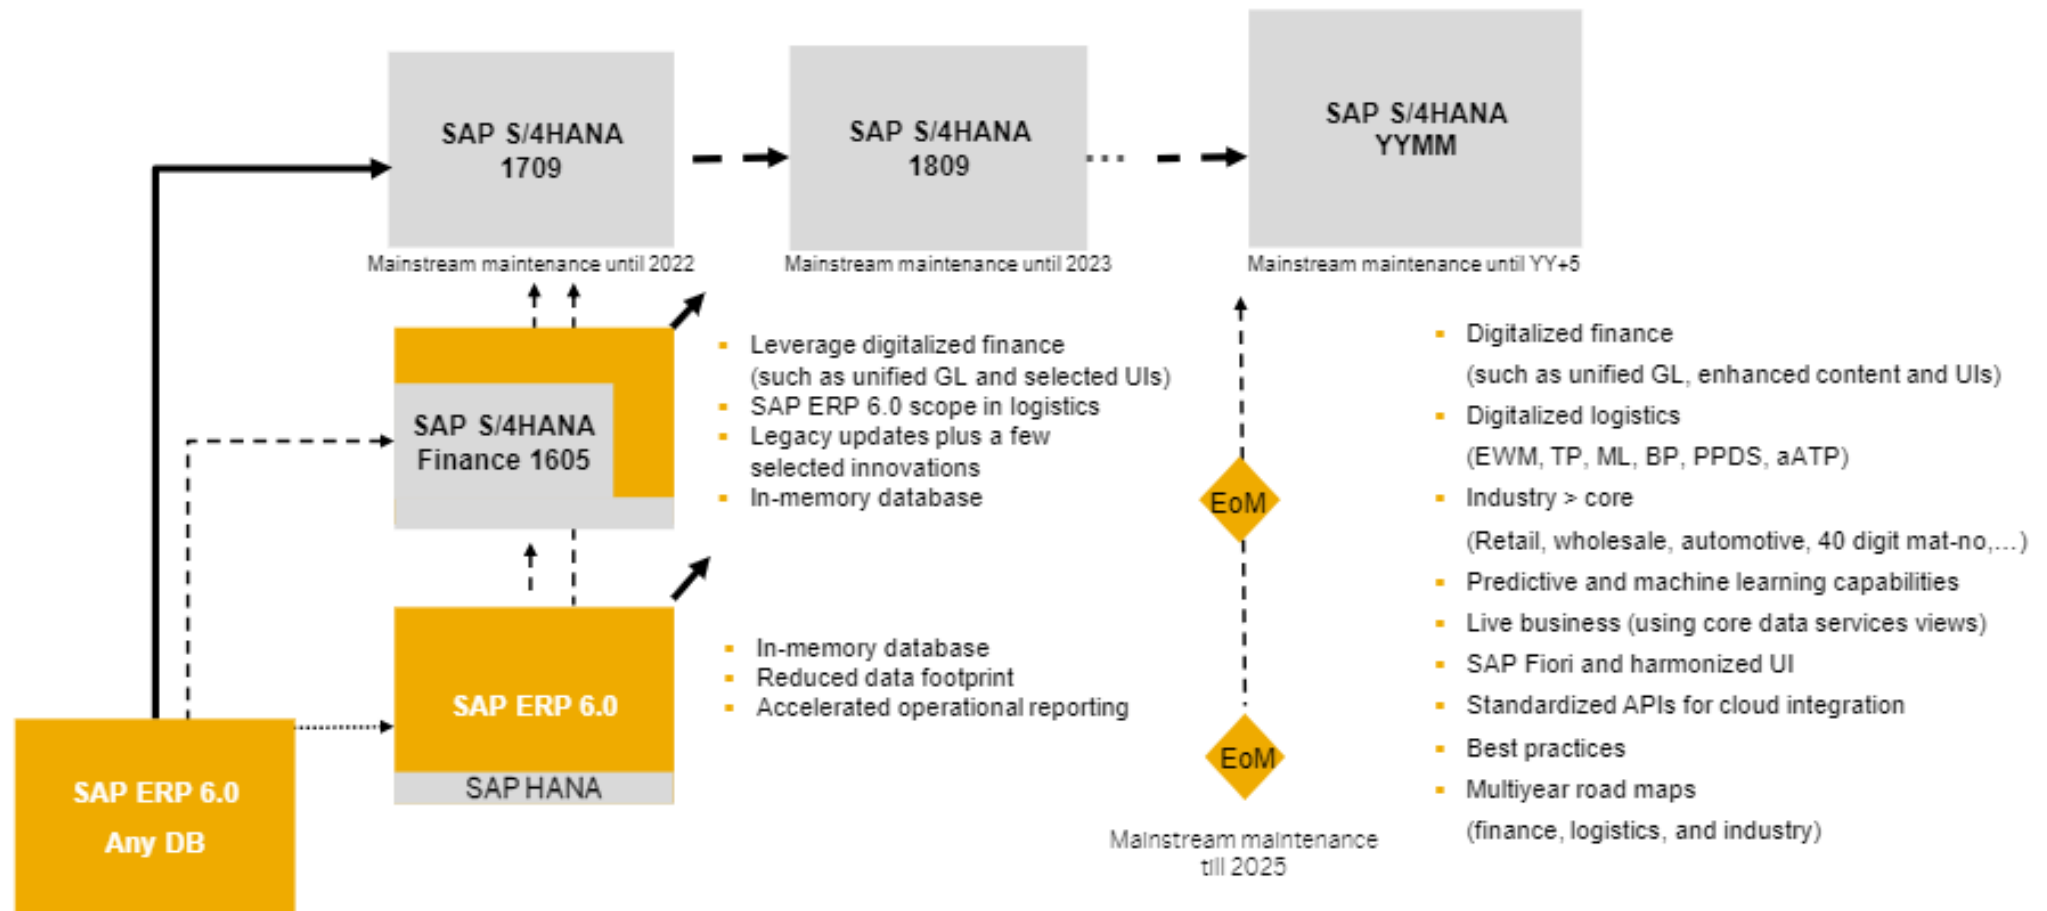 SAP S/4HANA
1709
Mainstream maintenance until 2022
SAP S/4HANA
1809
Mainstream maintenance until 2023
SAP S/4HANA
YYMM
Mainstream maintenance until YY+5
SAP S/4HANA
Finance 1605
▪ Leverage digitalized finance
(such as unified GL and selected UIs)
▪ SAP ERP 6.0 scope in logistics
▪ Legacy updates plus a few
selected innovations
▪ In-memory database
SAP ERP 6.0
SAP HANA
▪ In-memory database
▪ Reduced data footprint
▪ Accelerated operational reporting
SAP ERP 6.0
Any DB
EoM
EoM
Mainstream maintenance
till 2025
▪ Digitalized finance
(such as unified GL, enhanced content and UIs)
▪ Digitalized logistics
(EWM, TP, ML, BP, PPDS, aATP)
▪ Industry > core
(Retail, wholesale, automotive, 40 digit mat-no,...)
▪ Predictive and machine learning capabilities
▪ Live business (using core data services views)
▪ SAP Fiori and harmonized UI
▪ Standardized APIs for cloud integration
▪ Best practices
▪ Multiyear road maps
(finance, logistics, and industry)